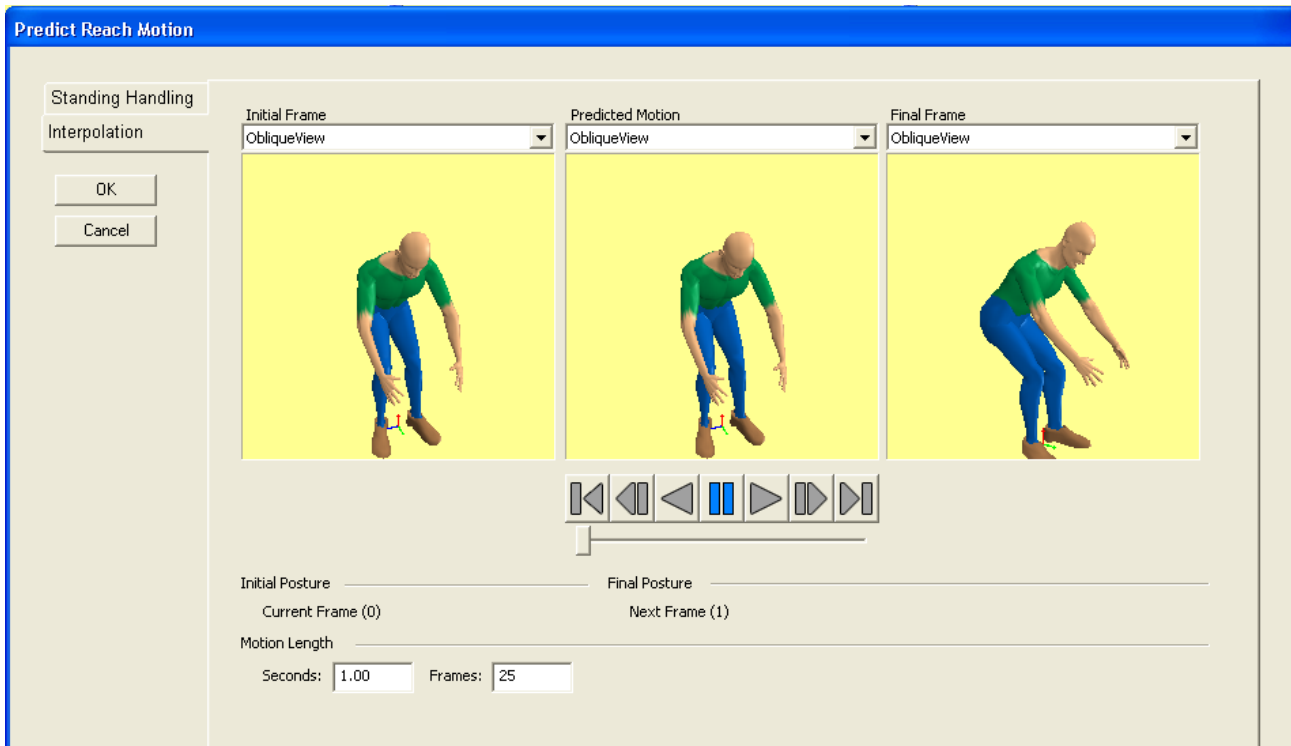 Predict Reach Motion
Standing Handling
Interpolation
OK
Cancel
Initial Frame
Predicted Motion
Final Frame
ObliqueView
ObliqueView
ObliqueView
Initial Posture
Final Posture
Current Frame (0)
Next Frame (1)
Motion Length
Seconds: 1.00 Frames: 25